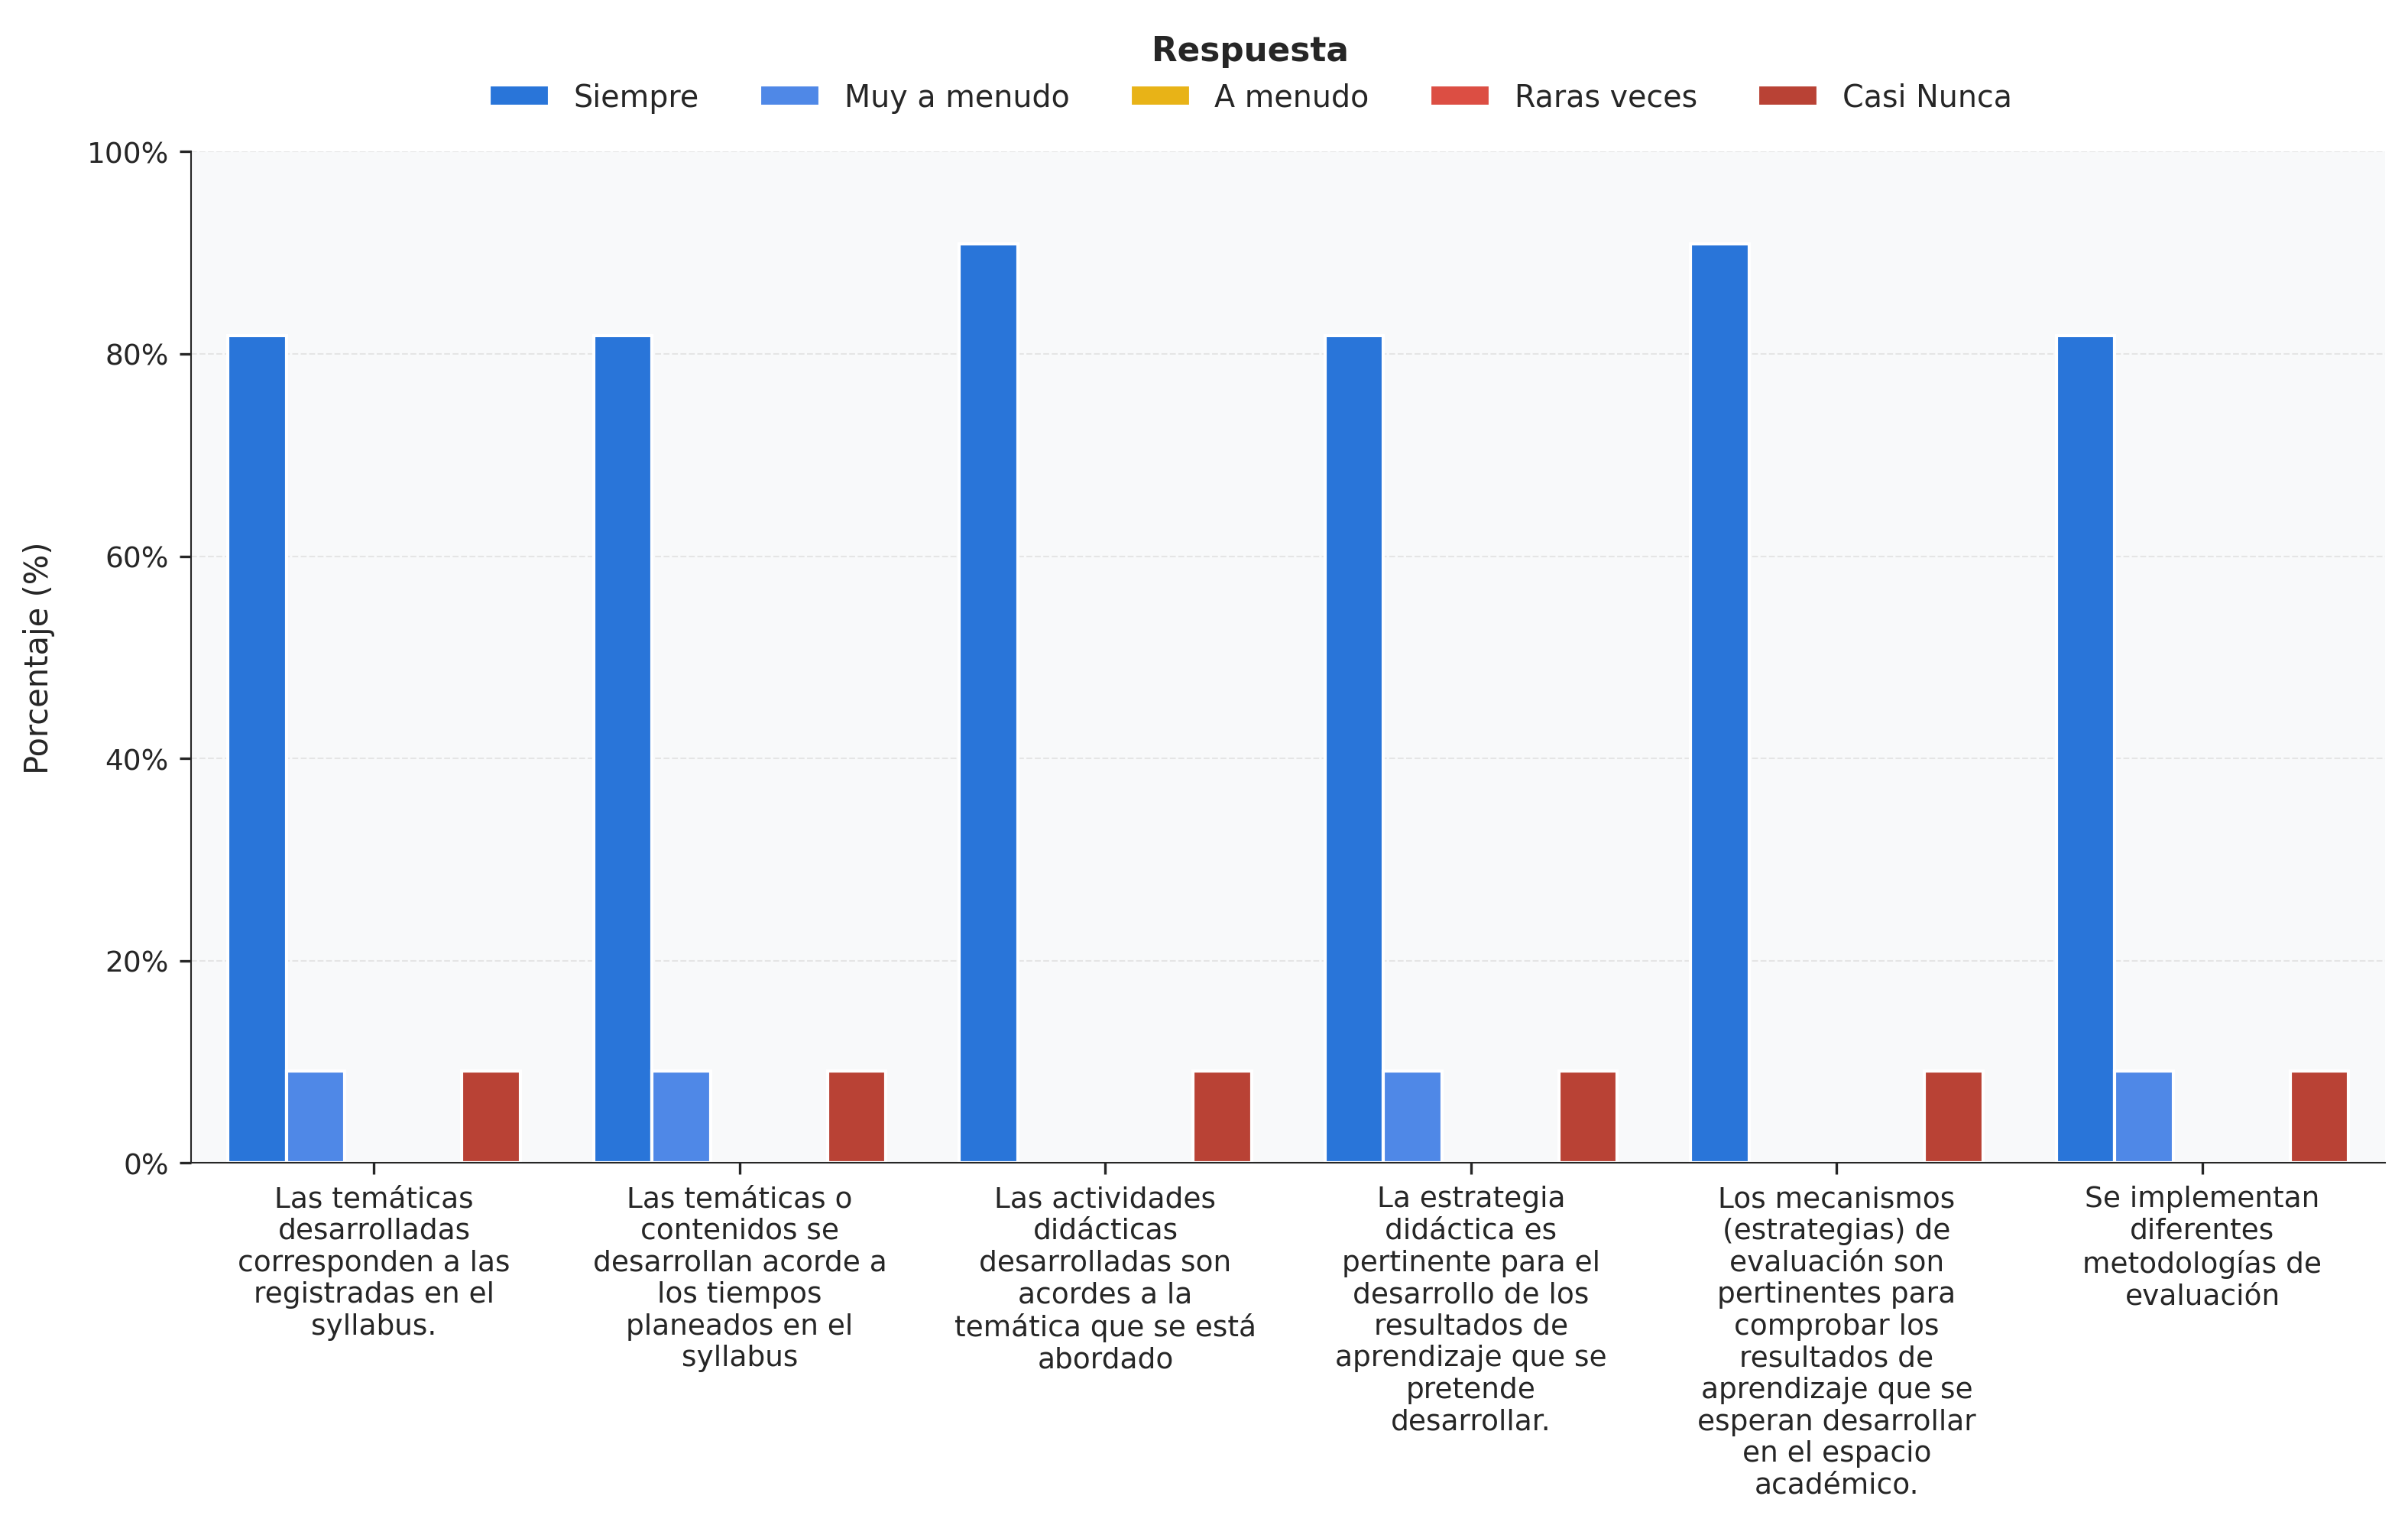 Respuesta
Siempre
Muy a menudo
A menudo
Raras veces
Casi Nunca
Porcentaje (%)
100%
80%
60%
40%
20%
0%
Las temáticas
desarrolladas
corresponden a las
registradas en el
syllabus.
Las temáticas o
contenidos se
desarrollan acorde a
los tiempos
planeados en el
syllabus
Las actividades
didácticas
desarrolladas son
acordes a la
temática que se está
abordado
La estrategia
didáctica es
pertinente para el
desarrollo de los
resultados de
aprendizaje que se
pretende
desarrollar.
Los mecanismos
(estrategias) de
evaluación son
pertinentes para
comprobar los
resultados de
aprendizaje que se
esperan desarrollar
en el espacio
académico.
Se implementan
diferentes
metodologías de
evaluación